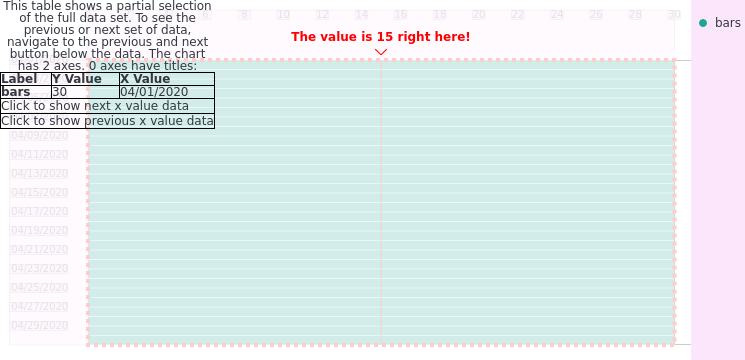 This table shows a partial selection
of the full data set. To see the
previous or next set of data,
navigate to the previous and next
button below the data. The chart
has 2 axes. 0 axes have titles:
Label Y Value X Value
bars 30 04/01/2020
Click to show next x value data
Click to show previous x value data
6 8 10 12 14 16 18 20 22 24 26 28 30
The value is 15 right here!
bars
04/09/2020
04/11/2020
04/13/2020
04/15/2020
04/17/2020
04/19/2020
04/21/2020
04/23/2020
04/25/2020
04/27/2020
04/29/2020